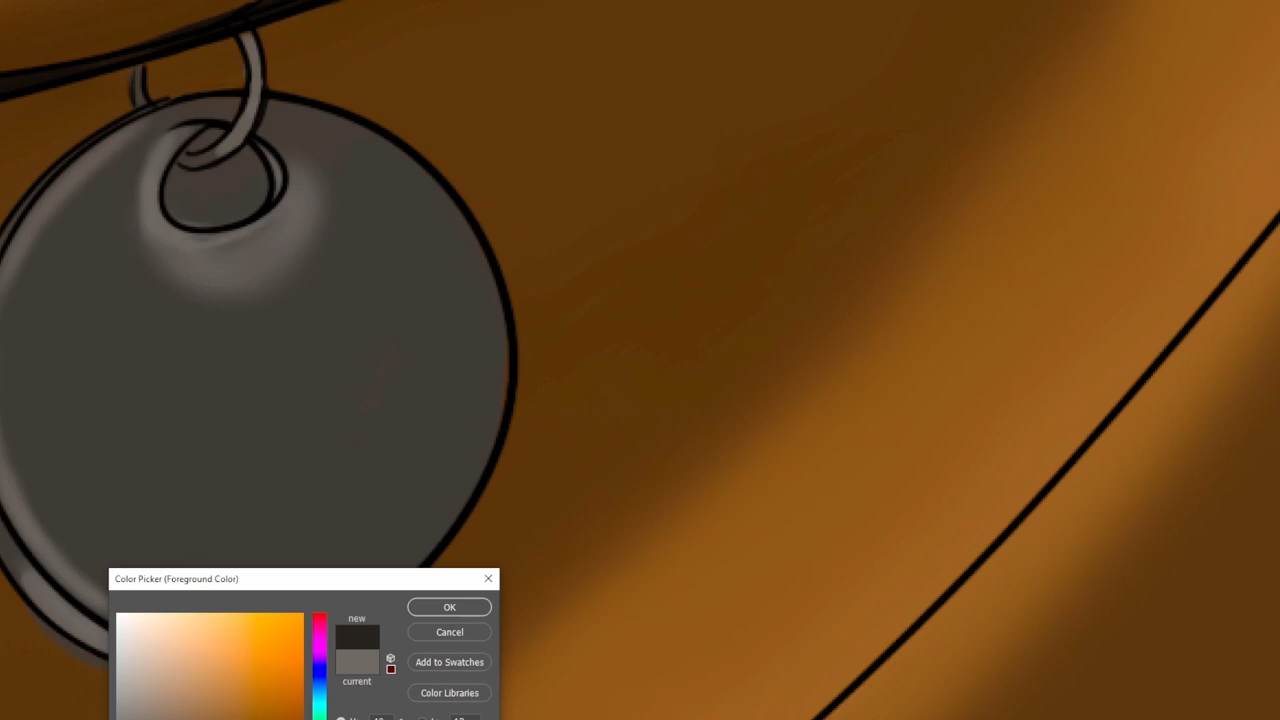 Color Picker (Foreground Color)
new
OK
Cancel
Add to Swatches
current
Color Libraries